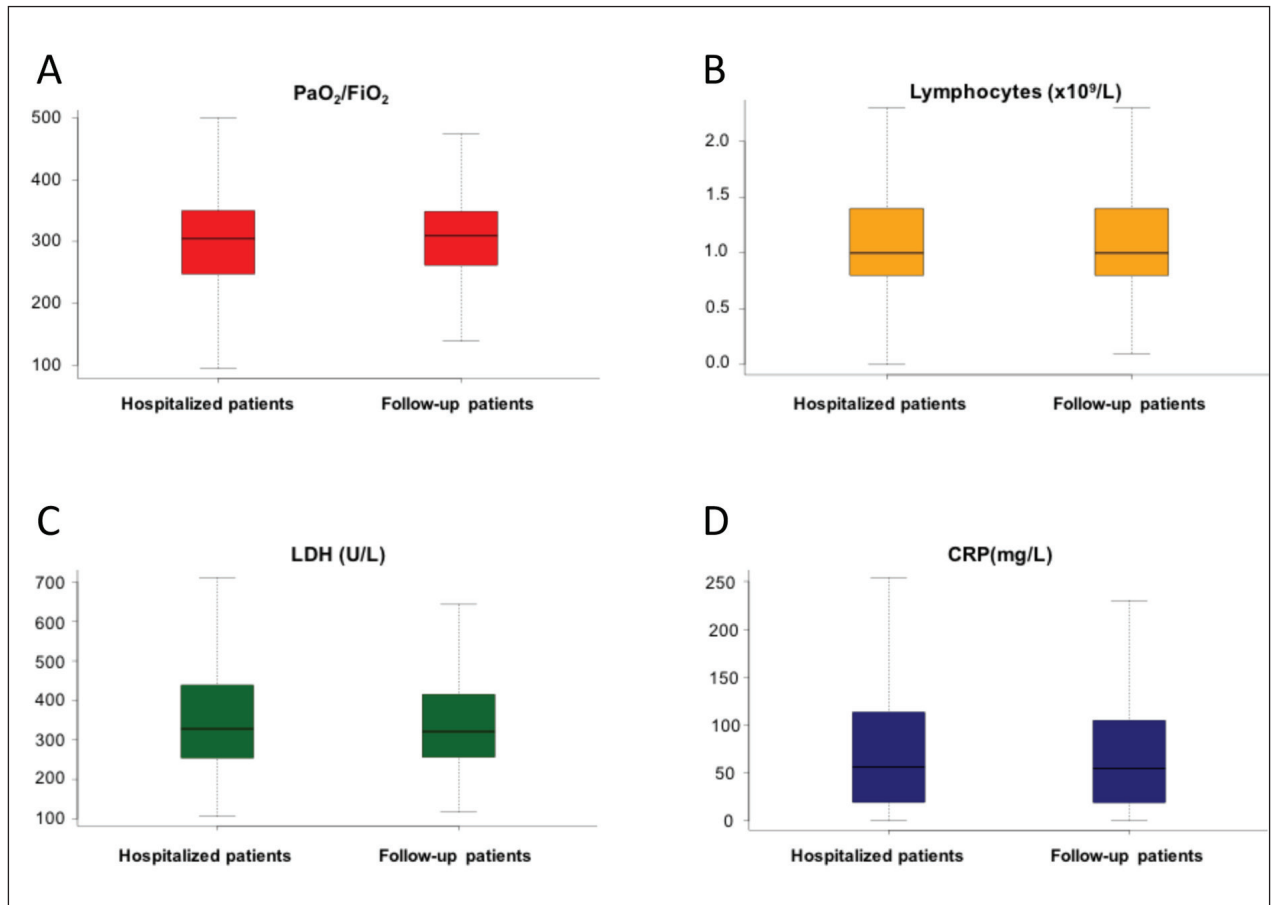 A
PaO₂/FiO₂
500
400
300
200
100
Hospitalized patients Follow-up patients
B
Lymphocytes (x10⁹/L)
2.0
1.5
1.0
0.5
0.0
Hospitalized patients Follow-up patients
C
LDH (U/L)
700
600
500
400
300
200
100
Hospitalized patients Follow-up patients
D
CRP(mg/L)
250
200
150
100
50
0
Hospitalized patients Follow-up patients